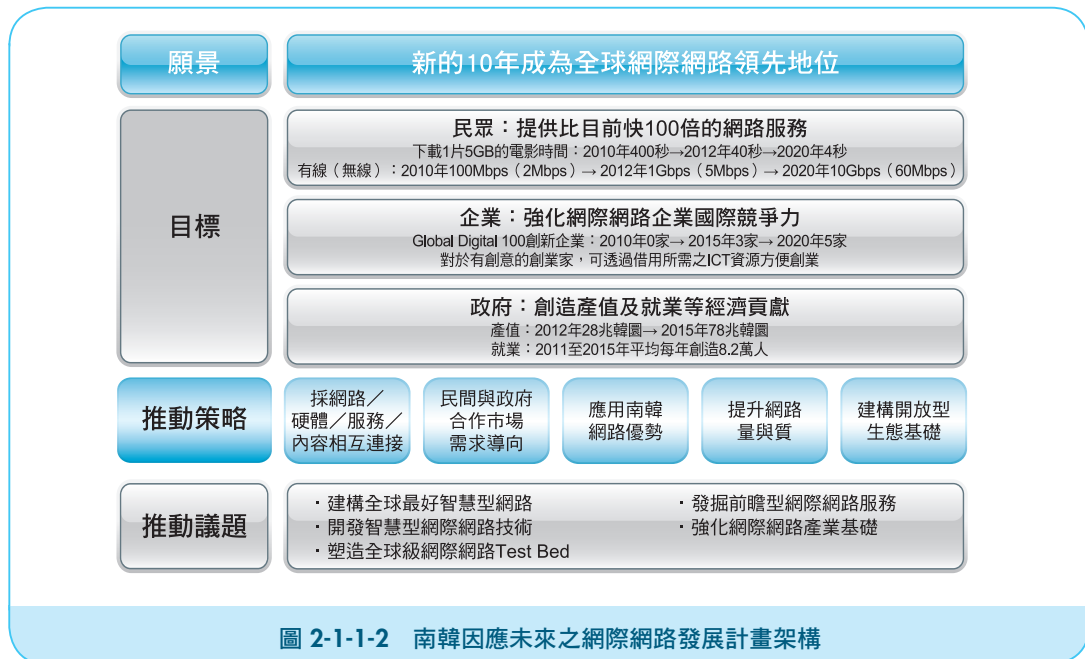 願景
新的10年成為全球網際網路領先地位
目標
民眾：提供比目前快100倍的網路服務
下載1片5GB的電影時間：2010年400秒→2012年40秒→2020年4秒
有線（無線）：2010年100Mbps（2Mbps）→ 2012年1Gbps（5Mbps）→ 2020年10Gbps（60Mbps）
企業：強化網際網路企業國際競爭力
Global Digital 100創新企業：2010年0家→ 2015年3家→ 2020年5家
對於有創意的創業家，可透過借用所需之ICT資源方便創業
政府：創造產值及就業等經濟貢獻
產值：2012年28兆韓圜→ 2015年78兆韓圜
就業：2011至2015年平均每年創造8.2萬人
推動策略
採網路／
硬體／服務／
內容相互連接
民間與政府
合作市場
需求導向
應用南韓
網路優勢
提升網路
量與質
建構開放型
生態基礎
推動議題
．建構全球最好智慧型網路
．開發智慧型網際網路技術
．塑造全球級網際網路Test Bed
．發掘前瞻型網際網路服務
．強化網際網路產業基礎
圖 2-1-1-2 南韓因應未來之網際網路發展計畫架構